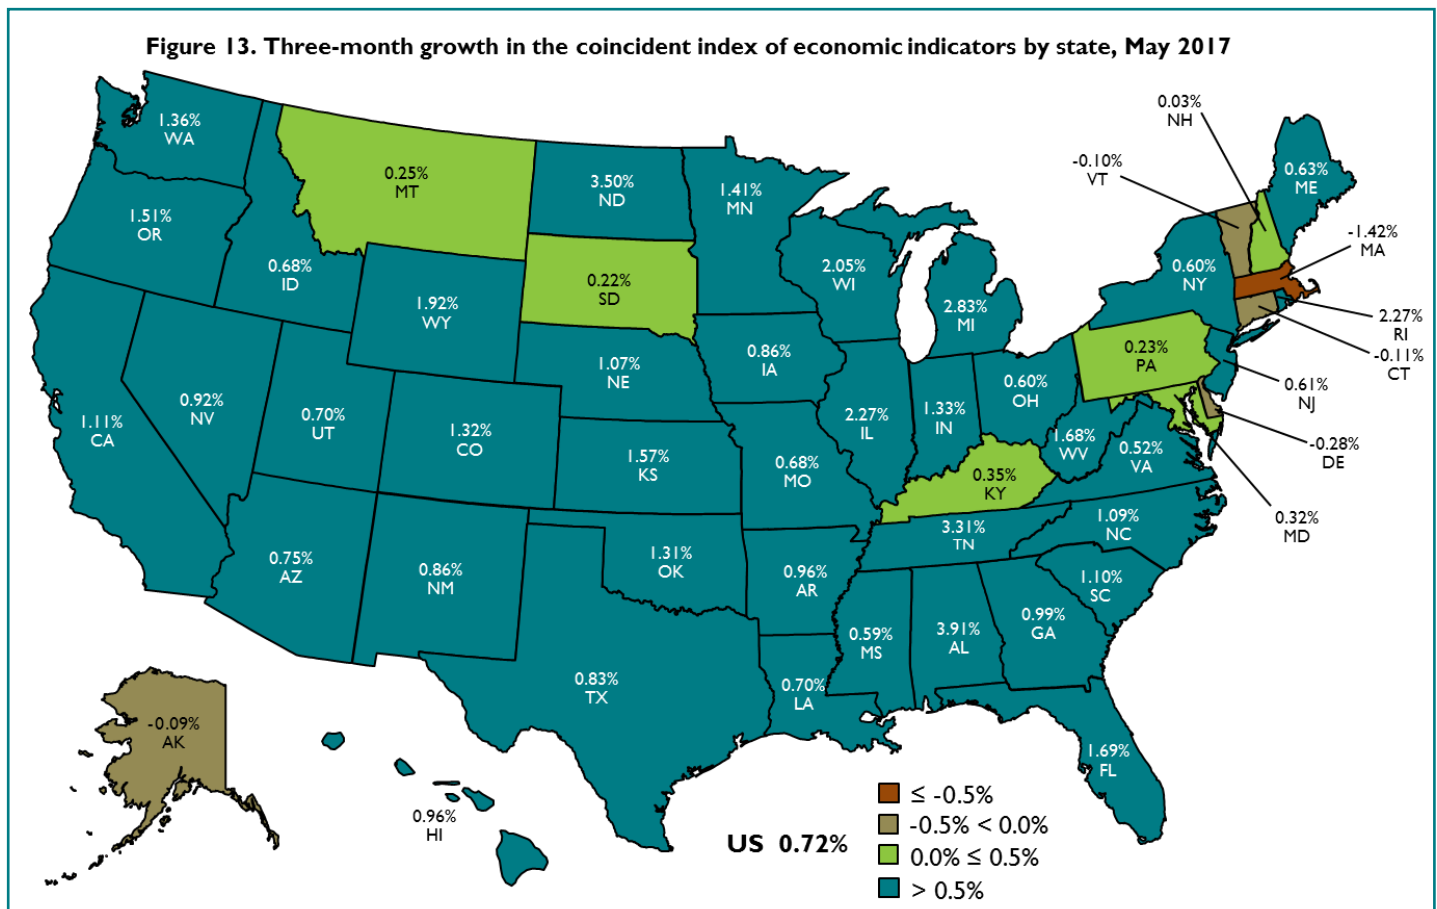 Figure 13. Three-month growth in the coincident index of economic indicators by state, May 2017
0.03%
NH
1.36%
WA
-0.10%
VT
0.63%
ME
0.25%
MT
3.50%
ND
1.41%
MN
1.51%
OR
-1.42%
MA
0.68%
ID
0.22%
SD
2.05%
WI
0.60%
NY
1.92%
WY
2.83%
MI
2.27%
RI
0.86%
IA
0.23%
PA
-0.11%
CT
1.07%
NE
0.60%
OH
0.61%
NJ
0.92%
NV
0.70%
UT
1.11%
CA
1.32%
CO
2.27%
IL
1.33%
IN
1.68%
WV
0.52%
VA
-0.28%
DE
1.57%
KS
0.68%
MO
0.35%
KY
0.32%
MD
3.31%
TN
1.09%
NC
0.75%
AZ
0.86%
NM
1.31%
OK
0.96%
AR
1.10%
SC
0.59%
MS
3.91%
AL
0.99%
GA
0.83%
TX
0.70%
LA
-0.09%
AK
1.69%
FL
0.96%
HI
US 0.72%
≤ -0.5%
-0.5% < 0.0%
0.0% ≤ 0.5%
> 0.5%